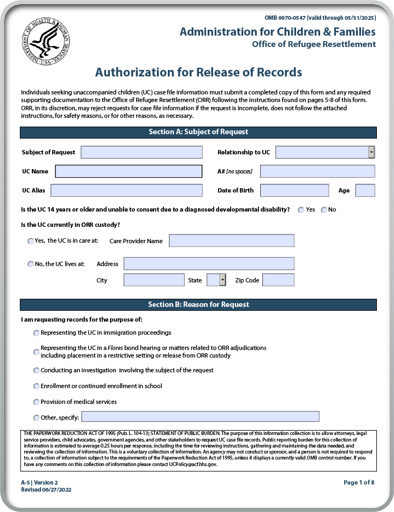 OMB 0970-0547 [valid through 05/31/2025]
Administration for Children & Families
Office of Refugee Resettlement
Authorization for Release of Records
Individuals seeking unaccompanied children (UC) case file information must submit a completed copy of this form and any required
supporting documentation to the Office of Refugee Resettlement (ORR) following the instructions found on pages 5-8 of this form.
ORR, in its discretion, may reject requests for case file information if the request is incomplete, does not follow the attached
instructions, for safety reasons, or for other reasons, as necessary.
Section A: Subject of Request
Subject of Request
Relationship to UC
UC Name
A# [no spaces]
UC Alias
Date of Birth
Age
Is the UC 14 years or older and unable to consent due to a diagnosed developmental disability?
Yes
No
Is the UC currently in ORR custody?
Yes, the UC is in care at:
Care Provider Name
No, the UC lives at:
Address
City
State
Zip Code
Section B: Reason for Request
I am requesting records for the purpose of:
Representing the UC in immigration proceedings
Representing the UC in a Flores bond hearing or matters related to ORR adjudications
including placement in a restrictive setting or release from ORR custody
Conducting an investigation involving the subject of the request
Enrollment or continued enrollment in school
Provision of medical services
Other, specify:
THE PAPERWORK REDUCTION ACT OF 1995 (Pub. L. 104-13) STATEMENT OF PUBLIC BURDEN: The purpose of this information collection is to allow attorneys, legal
service providers, child advocates, government agencies, and other stakeholders to request UC case file records. Public reporting burden for this collection of
information is estimated to average 0.25 hours per response, including the time for reviewing instructions, gathering and maintaining the data needed, and
reviewing the collection of information. This is a voluntary collection of information. An agency may not conduct or sponsor, and a person is not required to respond
to, a collection of information subject to the requirements of the Paperwork Reduction Act of 1995, unless it displays a currently valid OMB control number. If you
have any comments on this collection of information please contact UCPolicy@acf.hhs.gov.
A-5 | Version 2
Revised 06/27/2022
Page 1 of 8